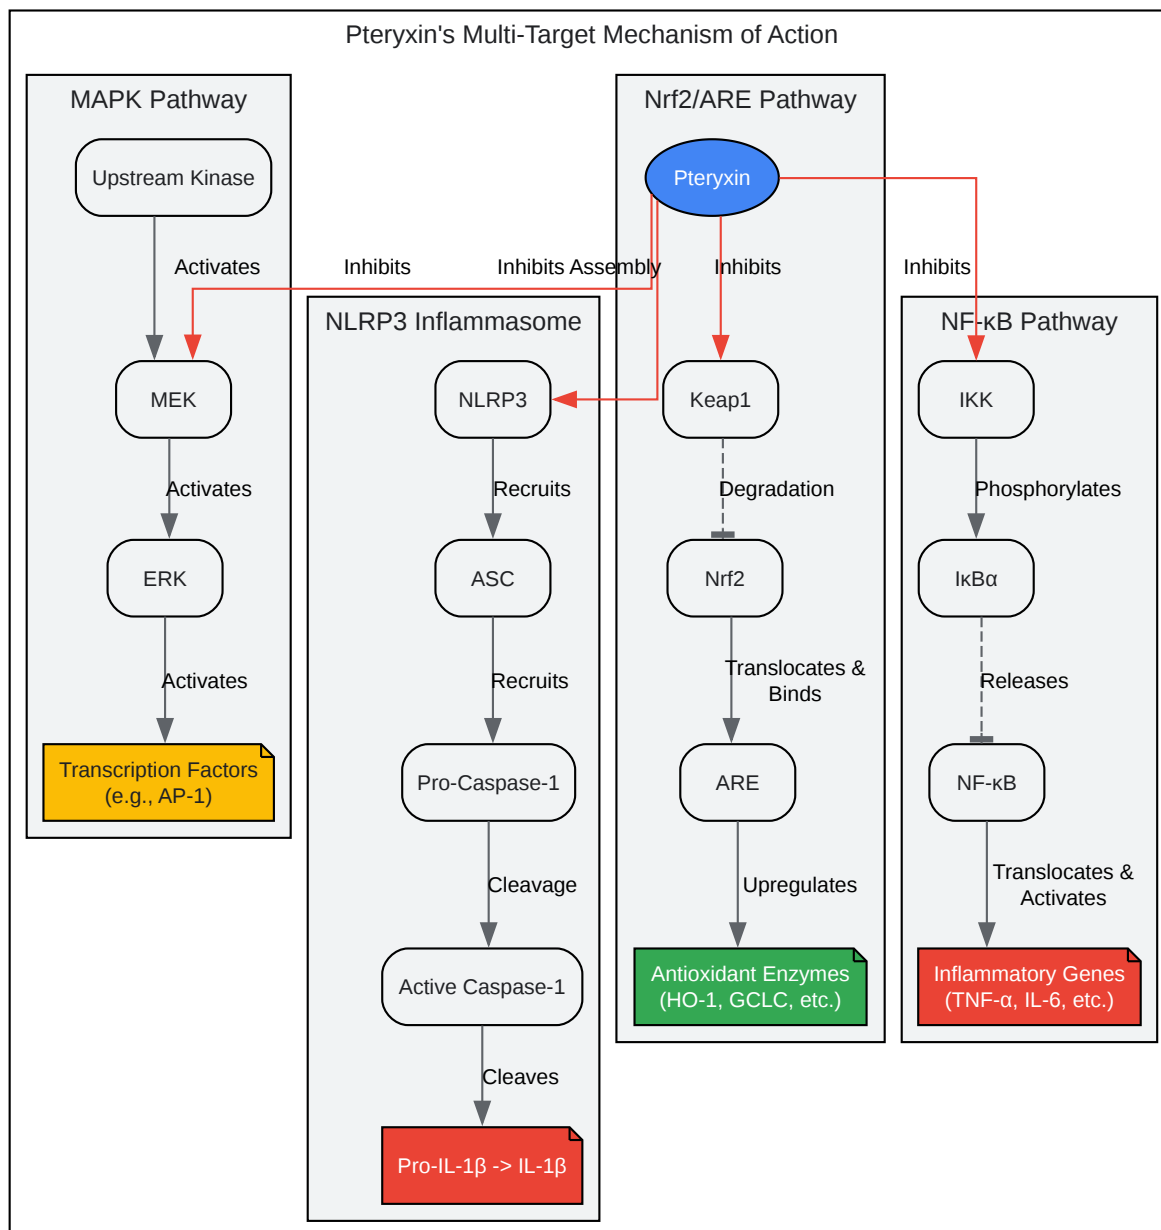 Pteryxin's Multi-Target Mechanism of Action
MAPK Pathway
Upstream Kinase
Activates
MEK
Activates
ERK
Activates
Transcription Factors
(e.g., AP-1)
Inhibits
NLRP3 Inflammasome
NLRP3
Recruits
ASC
Recruits
Pro-Caspase-1
Cleavage
Active Caspase-1
Cleaves
Pro-IL-1β -> IL-1β
Nrf2/ARE Pathway
Pteryxin
Inhibits Assembly
Inhibits
Keap1
Degradation
Nrf2
Translocates &
Binds
ARE
Upregulates
Antioxidant Enzymes
(HO-1, GCLC, etc.)
Inhibits
NF-κB Pathway
IKK
Phosphorylates
IκBα
Releases
NF-κB
Translocates &
Activates
Inflammatory Genes
(TNF-α, IL-6, etc.)